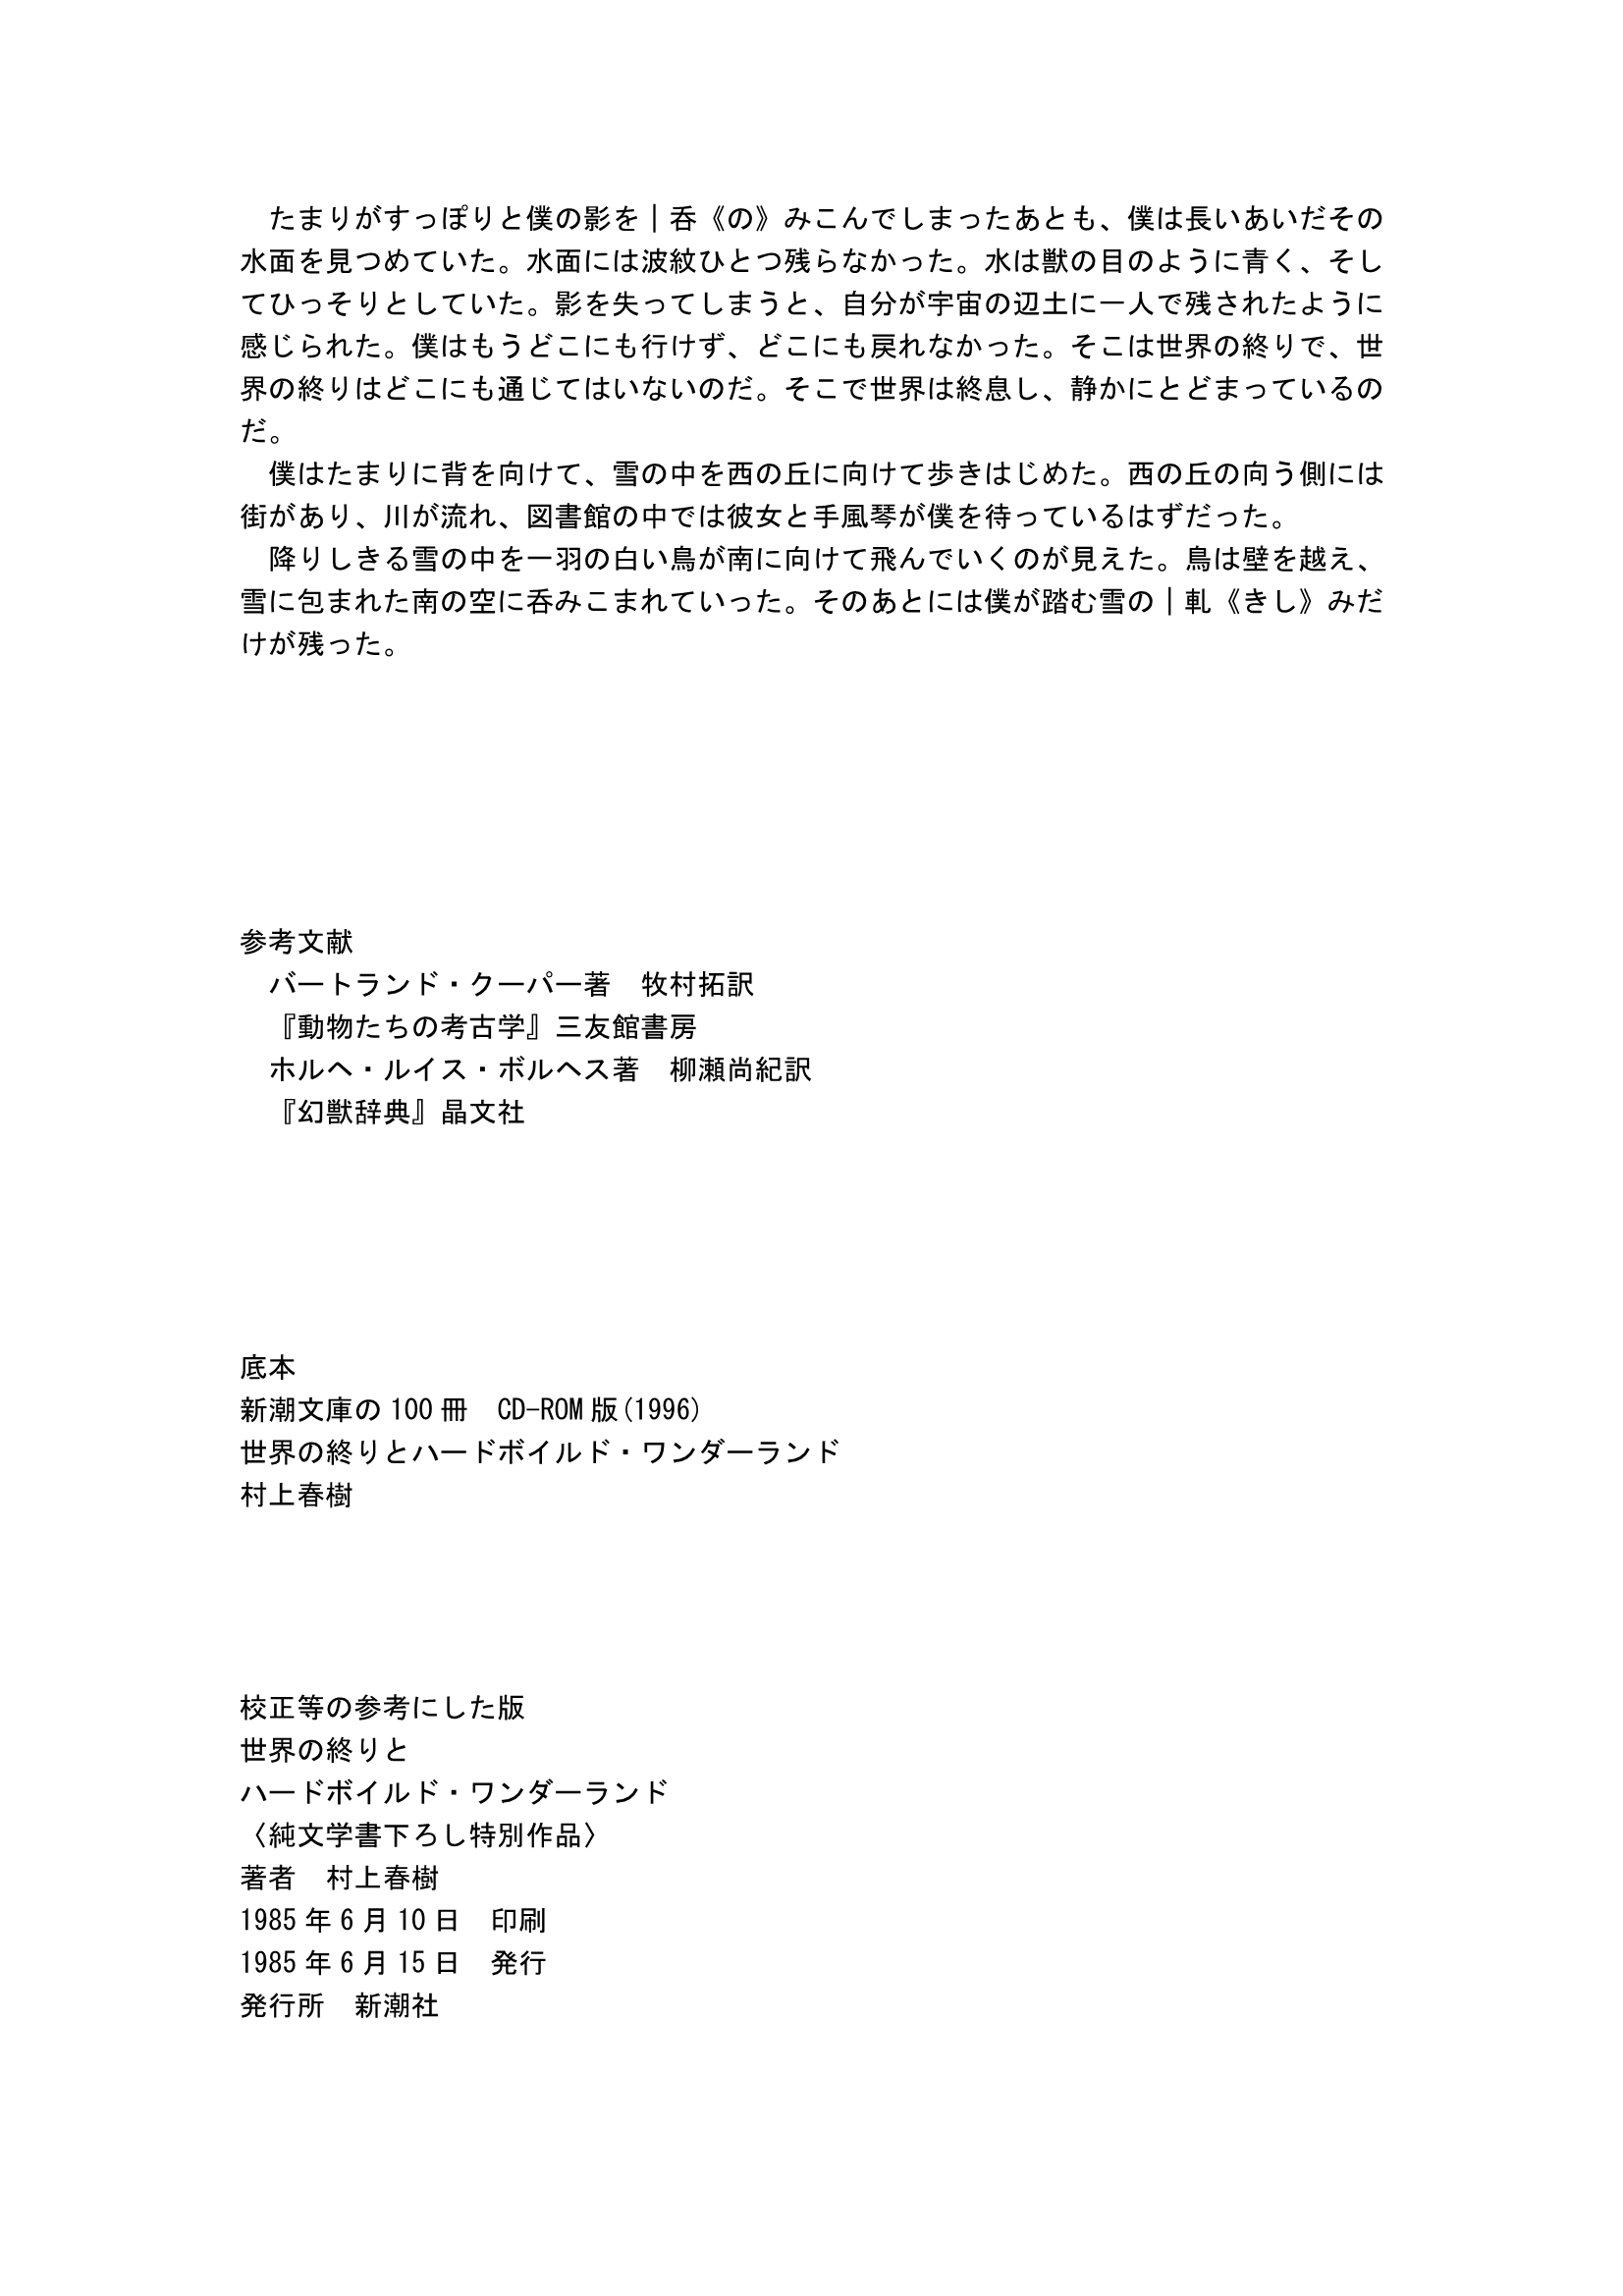 たまりがすっぽりと僕の影を｜呑《の》みこんでしまったあとも、僕は長いあいだその
水面を見つめていた。水面には波紋ひとつ残らなかった。水は獣の目のように青く、そし
てひっそりとしていた。影を失ってしまうと、自分が宇宙の辺土に一人で残されたように
感じられた。僕はもうどこにも行けず、どこにも戻れなかった。そこは世界の終りで、世
界の終りはどこにも通じてはいないのだ。そこで世界は終息し、静かにとどまっているの
だ。
　僕はたまりに背を向けて、雪の中を西の丘に向けて歩きはじめた。西の丘の向う側には
街があり、川が流れ、図書館の中では彼女と手風琴が僕を待っているはずだった。
　降りしきる雪の中を一羽の白い鳥が南に向けて飛んでいくのが見えた。鳥は壁を越え、
雪に包まれた南の空に呑みこまれていった。そのあとには僕が踏む雪の｜軋《きし》みだ
けが残った。
参考文献
　バートランド・クーパー著　牧村拓訳
　『動物たちの考古学』三友館書房
　ホルヘ・ルイス・ボルヘス著　柳瀬尚紀訳
　『幻獣辞典』晶文社
底本
新潮文庫の 100 冊　CD-ROM 版(1996)
世界の終りとハードボイルド・ワンダーランド
村上春樹
校正等の参考にした版
世界の終りと
ハードボイルド・ワンダーランド
〈純文学書下ろし特別作品〉
著者　村上春樹
1985 年 6 月 10 日　印刷
1985 年 6 月 15 日　発行
発行所　新潮社